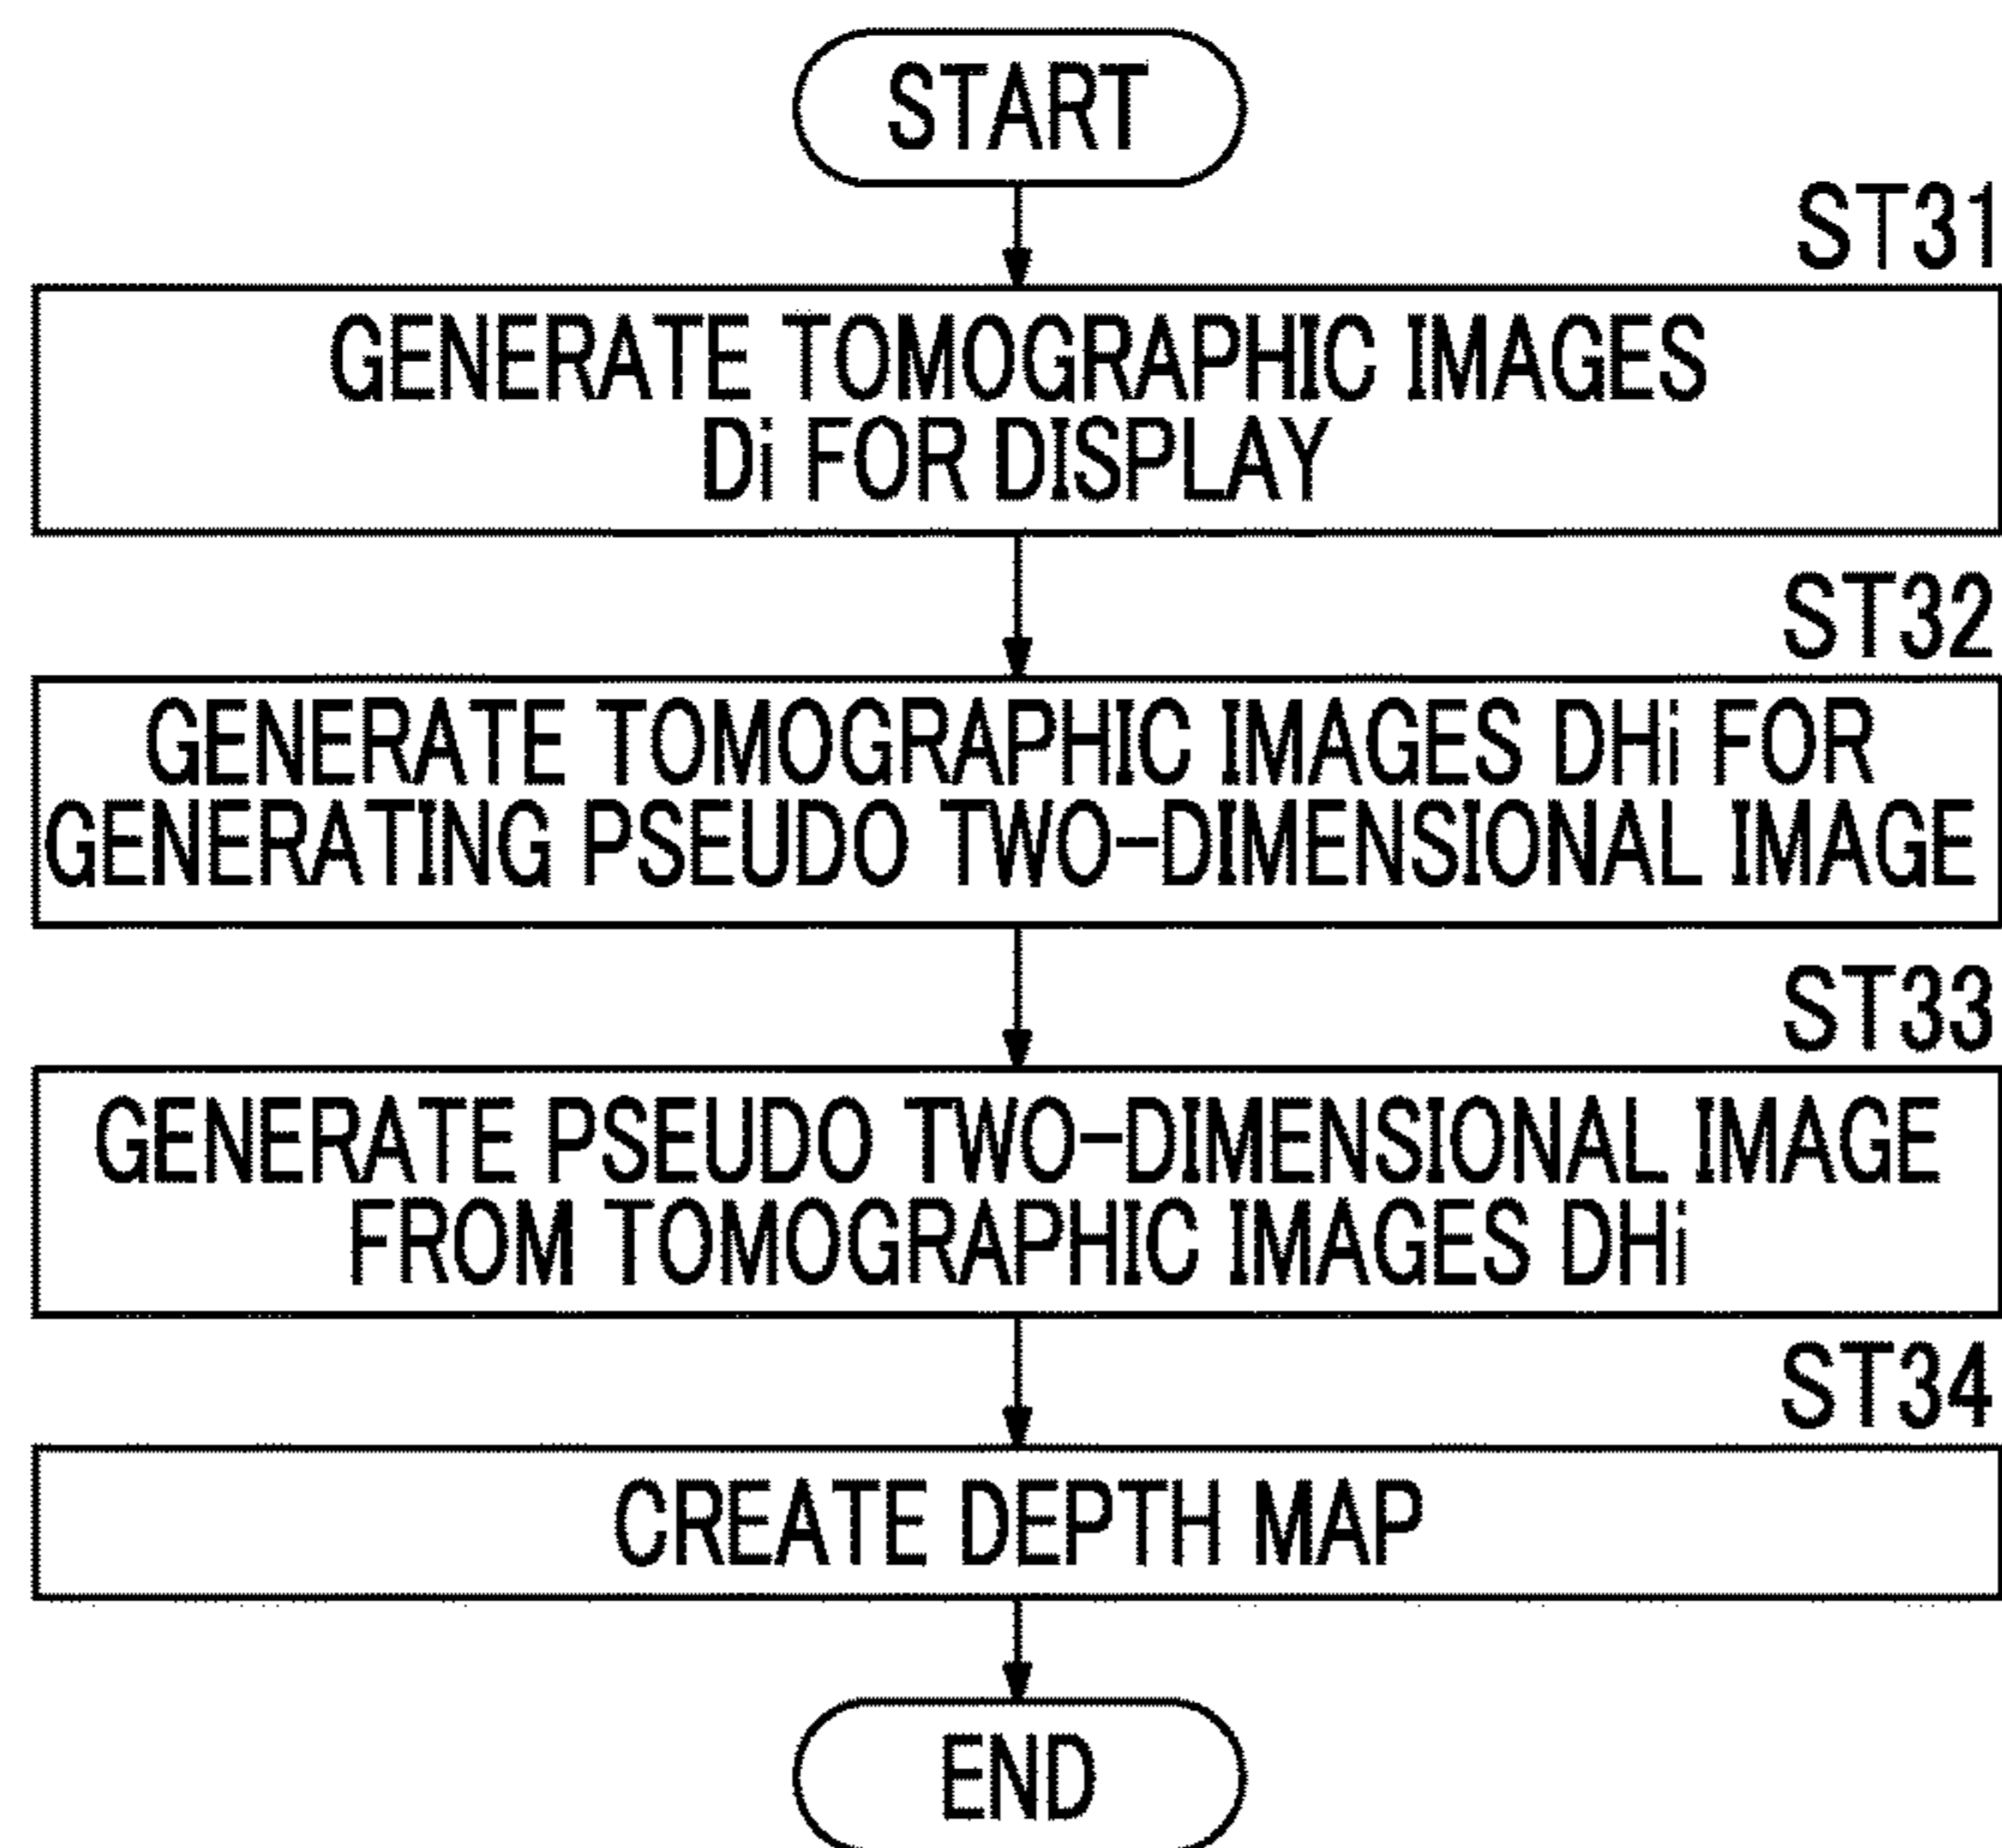 START
ST31
GENERATE TOMOGRAPHIC IMAGES
Di FOR DISPLAY
ST32
GENERATE TOMOGRAPHIC IMAGES DHi FOR
GENERATING PSEUDO TWO-DIMENSIONAL IMAGE
ST33
GENERATE PSEUDO TWO-DIMENSIONAL IMAGE
FROM TOMOGRAPHIC IMAGES DHi
ST34
CREATE DEPTH MAP
END